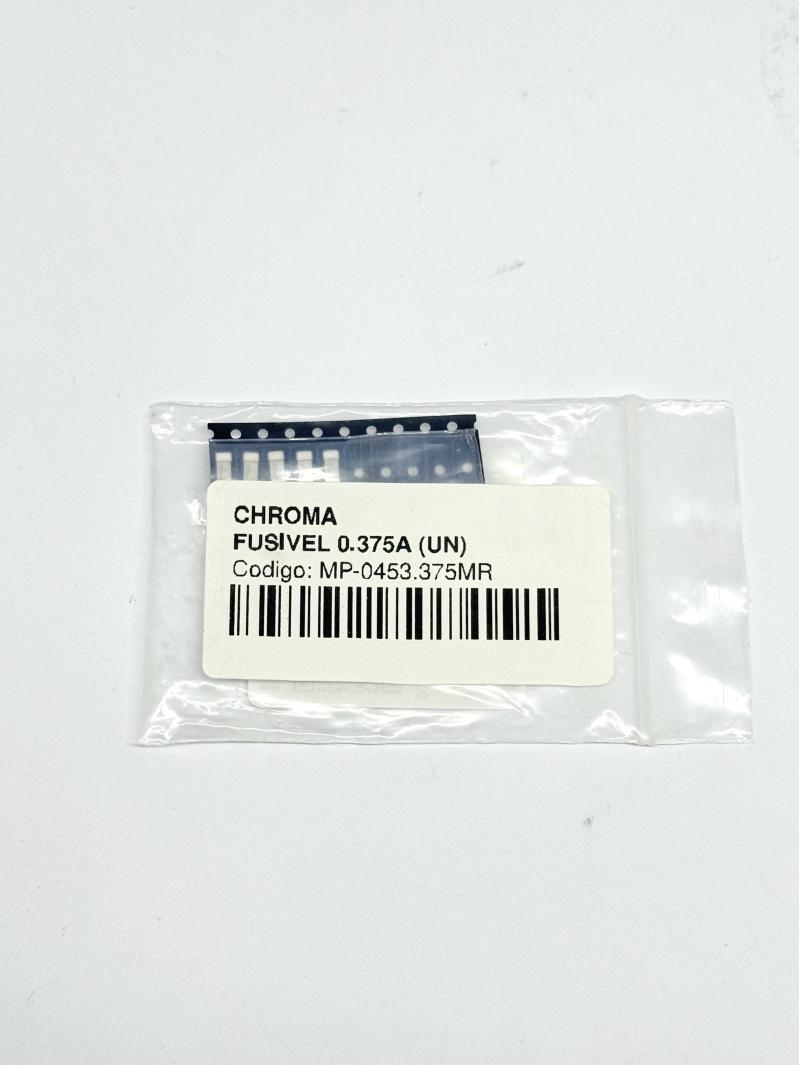 CHROMA
FUSIVEL 0.375A (UN)
Codigo: MP-0453.375MR